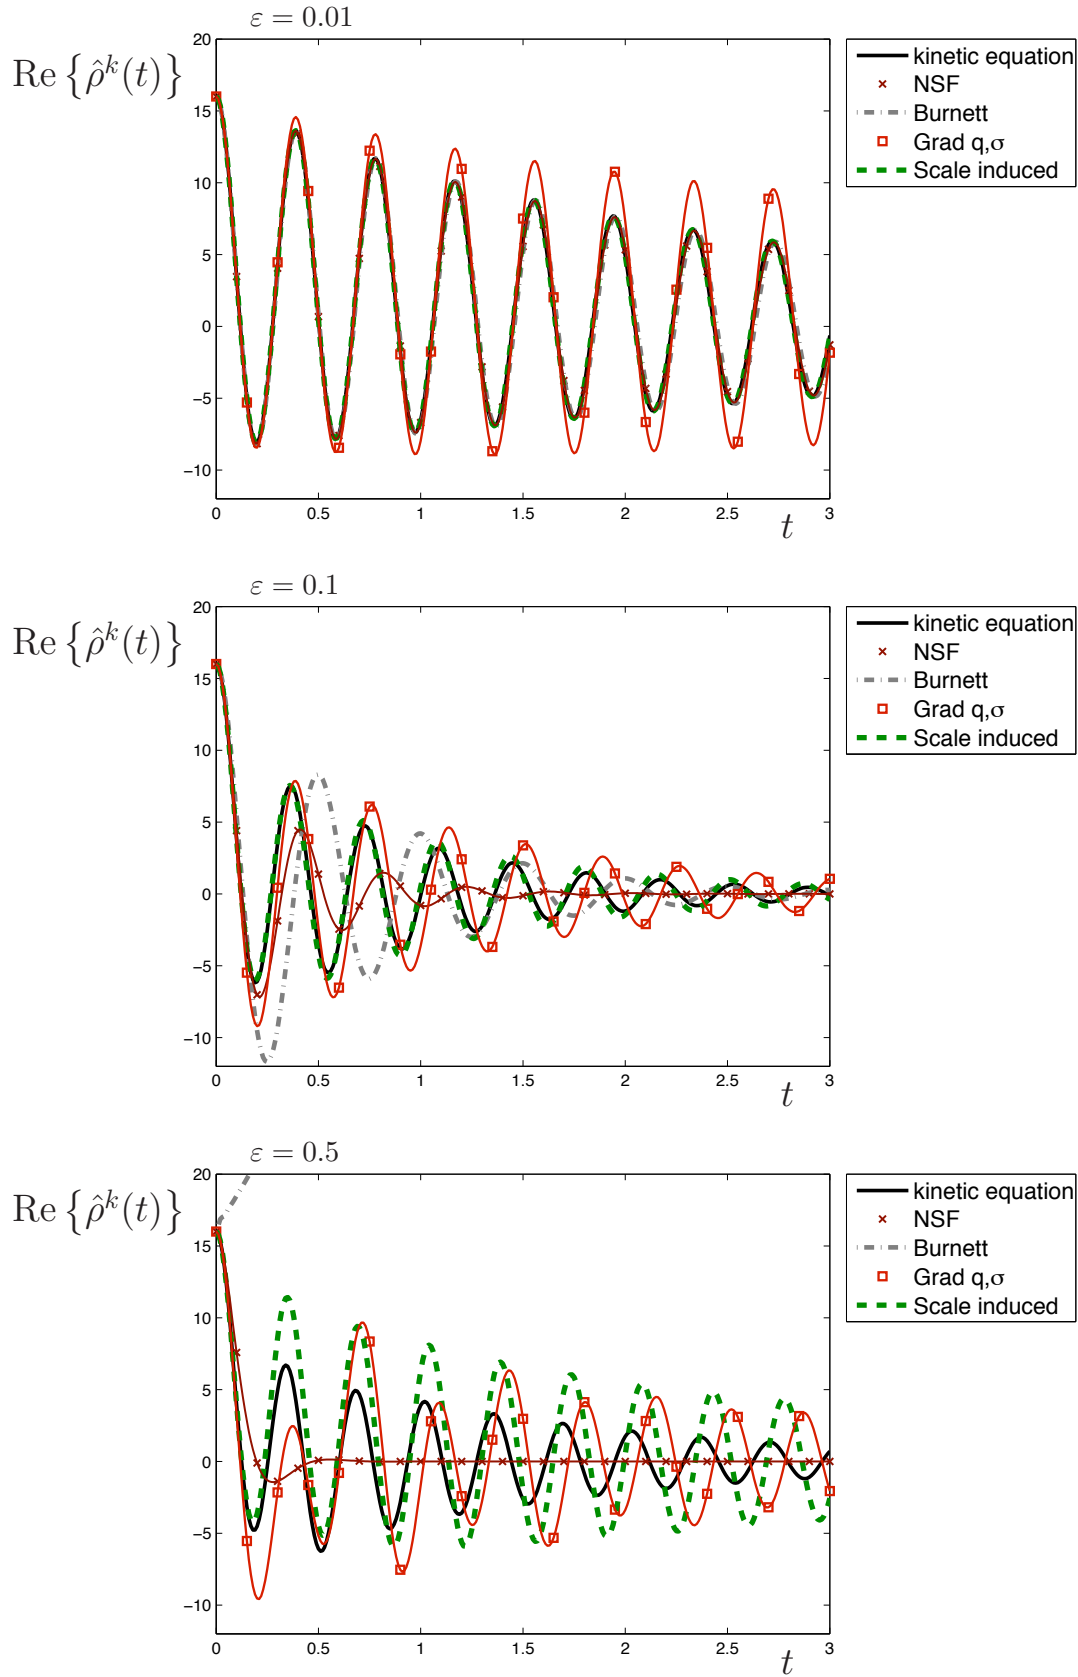 ε = 0.01
Re {ρ̂ᵏ(t)}
20
15
10
5
0
−5
−10
0 0.5 1 1.5 2 2.5 3
t
kinetic equation
NSF
Burnett
Grad q,σ
Scale induced
ε = 0.1
Re {ρ̂ᵏ(t)}
20
15
10
5
0
−5
−10
0 0.5 1 1.5 2 2.5 3
t
kinetic equation
NSF
Burnett
Grad q,σ
Scale induced
ε = 0.5
Re {ρ̂ᵏ(t)}
20
15
10
5
0
−5
−10
0 0.5 1 1.5 2 2.5 3
t
kinetic equation
NSF
Burnett
Grad q,σ
Scale induced